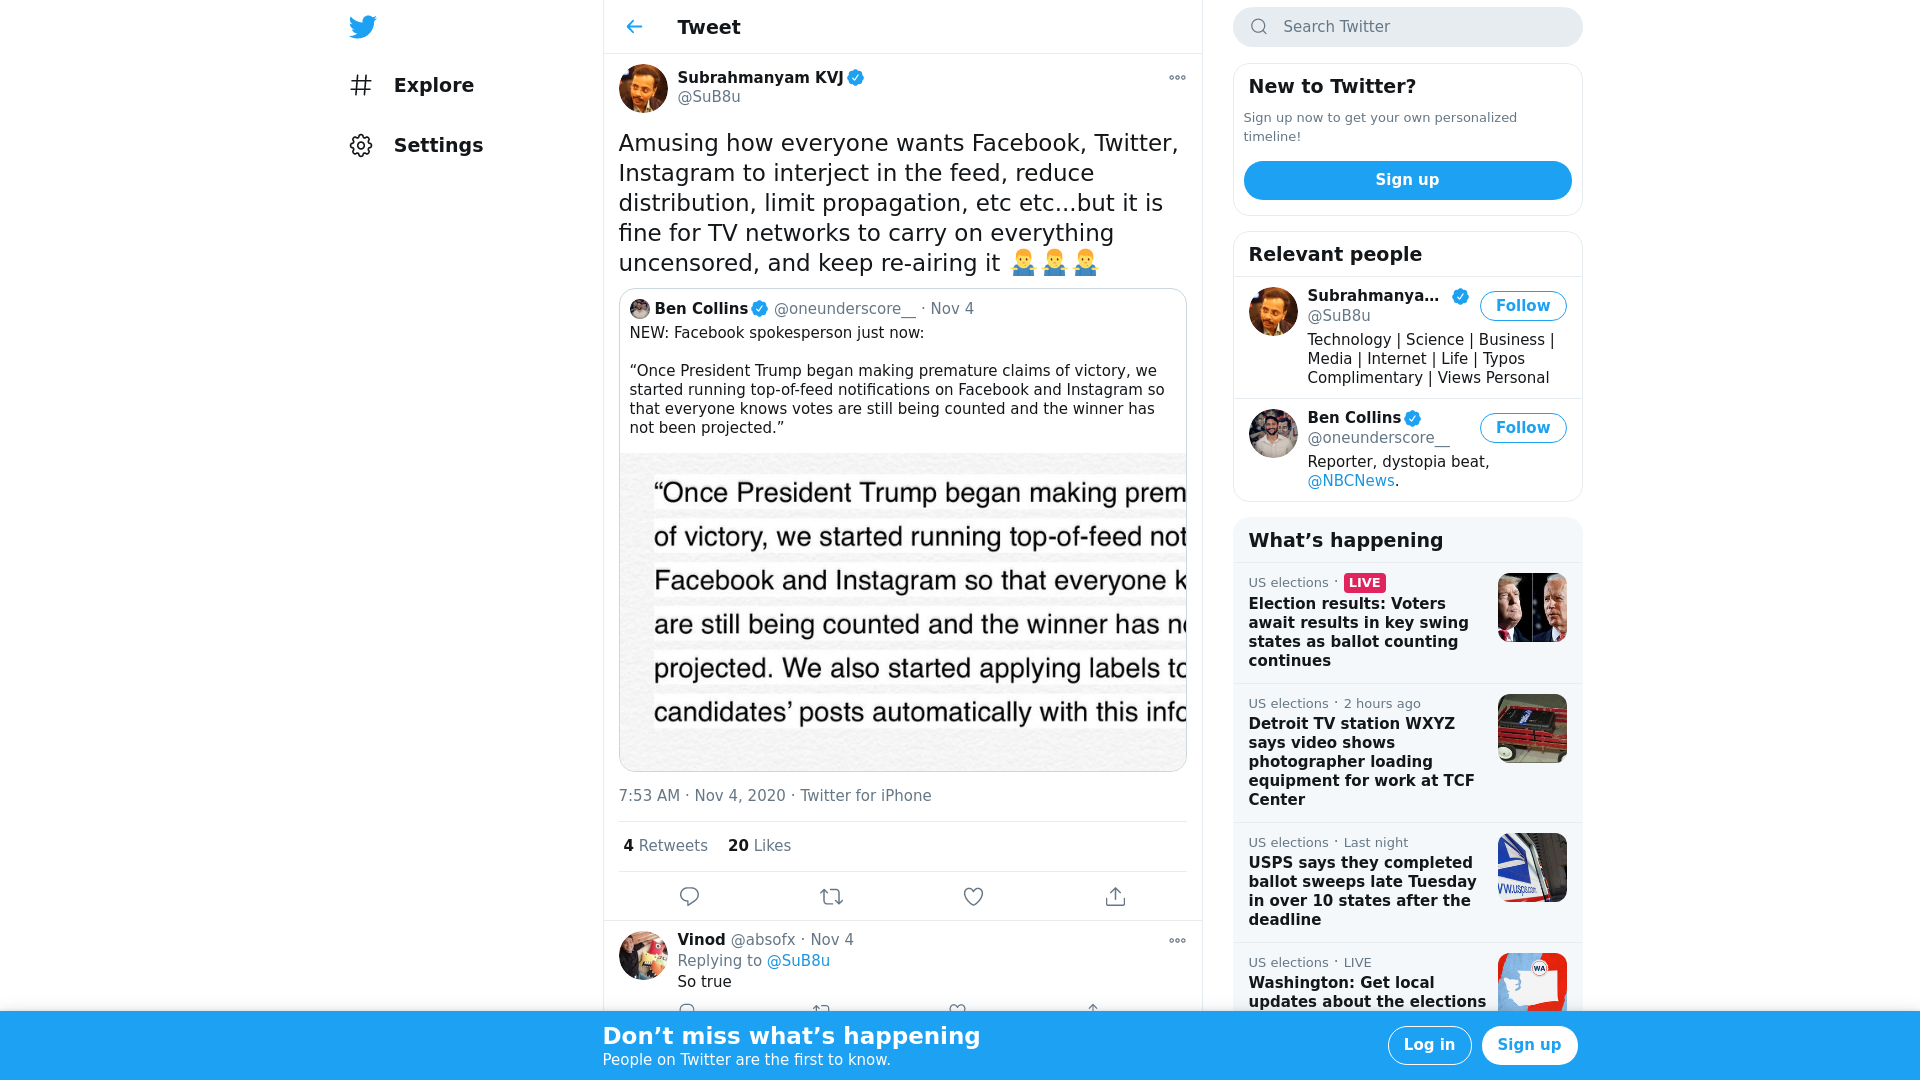 Explore
Settings
Tweet
Subrahmanyam KVJ
@SuB8u
Amusing how everyone wants Facebook, Twitter,
Instagram to interject in the feed, reduce
distribution, limit propagation, etc etc...but it is
fine for TV networks to carry on everything
uncensored, and keep re-airing it 🤷‍♂️🤷‍♂️🤷‍♂️
Ben Collins @oneunderscore__ · Nov 4
NEW: Facebook spokesperson just now:
“Once President Trump began making premature claims of victory, we
started running top-of-feed notifications on Facebook and Instagram so
that everyone knows votes are still being counted and the winner has
not been projected.”
“Once President Trump began making prem
of victory, we started running top-of-feed not
Facebook and Instagram so that everyone k
are still being counted and the winner has n
projected. We also started applying labels to
candidates’ posts automatically with this info
7:53 AM · Nov 4, 2020 · Twitter for iPhone
4 Retweets 20 Likes
Vinod @absofx · Nov 4
Replying to @SuB8u
So true
Search Twitter
New to Twitter?
Sign up now to get your own personalized
timeline!
Sign up
Relevant people
Subrahmanya...
@SuB8u
Follow
Technology | Science | Business |
Media | Internet | Life | Typos
Complimentary | Views Personal
Ben Collins
@oneunderscore__
Follow
Reporter, dystopia beat,
@NBCNews.
What’s happening
US elections · LIVE
Election results: Voters
await results in key swing
states as ballot counting
continues
US elections · 2 hours ago
Detroit TV station WXYZ
says video shows
photographer loading
equipment for work at TCF
Center
US elections · Last night
USPS says they completed
ballot sweeps late Tuesday
in over 10 states after the
deadline
US elections · LIVE
Washington: Get local
updates about the elections
WA
Don’t miss what’s happening
People on Twitter are the first to know.
Log in
Sign up